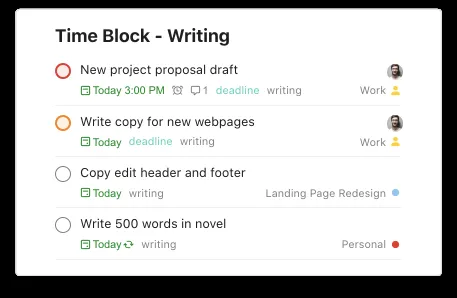 Time Block - Writing
New project proposal draft
Today 3:00 PM 1 deadline writing Work
Write copy for new webpages
Today deadline writing Work
Copy edit header and footer
Today writing Landing Page Redesign
Write 500 words in novel
Today writing Personal